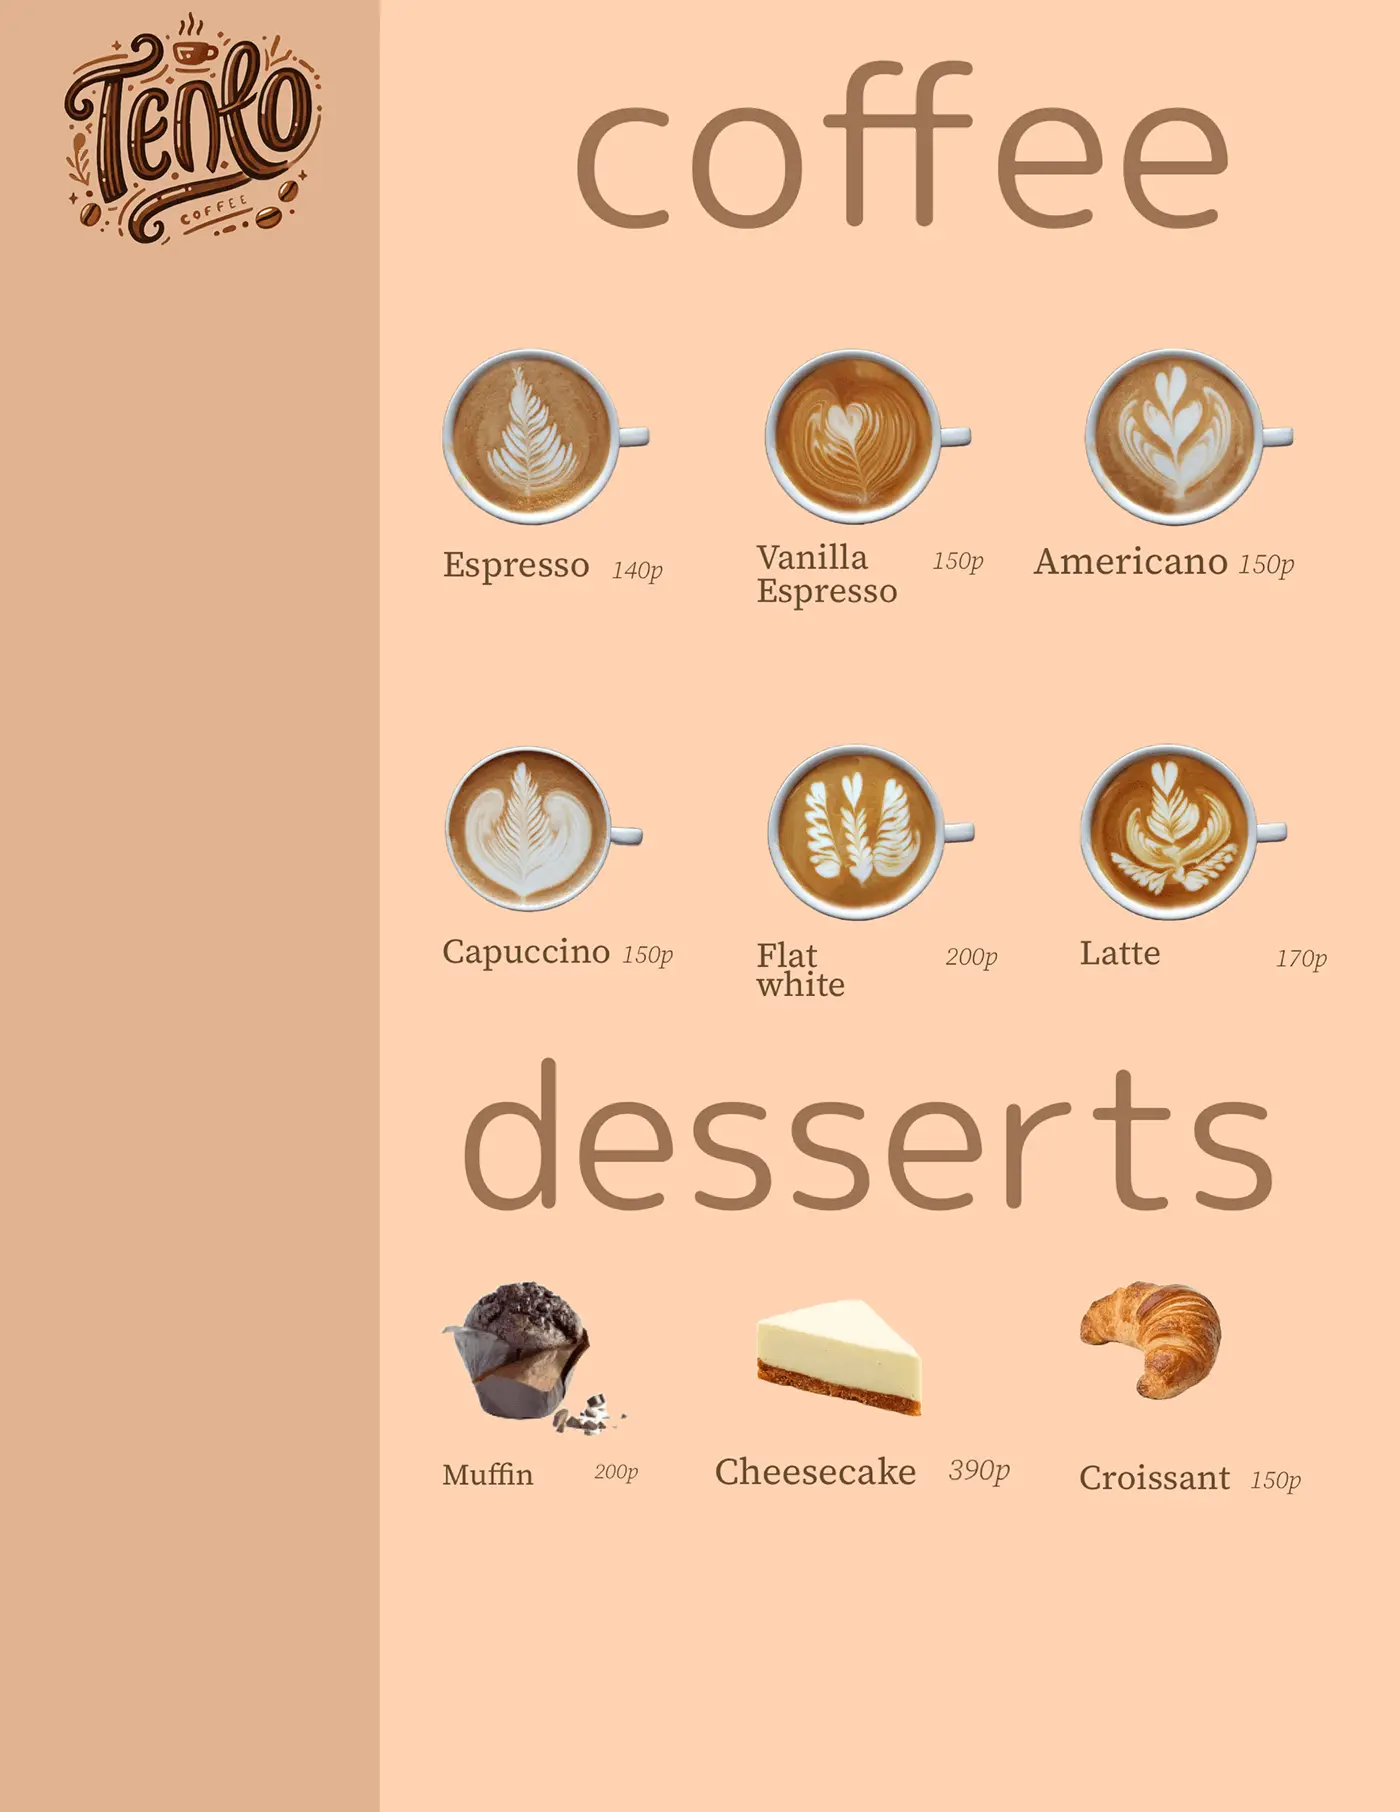 Tenlo
COFFEE
coffee
Espresso 140p
Vanilla
Espresso
150p
Americano 150p
Capuccino 150p
Flat
white
200p
Latte 170p
desserts
Muffin 200p
Cheesecake 390p
Croissant 150p